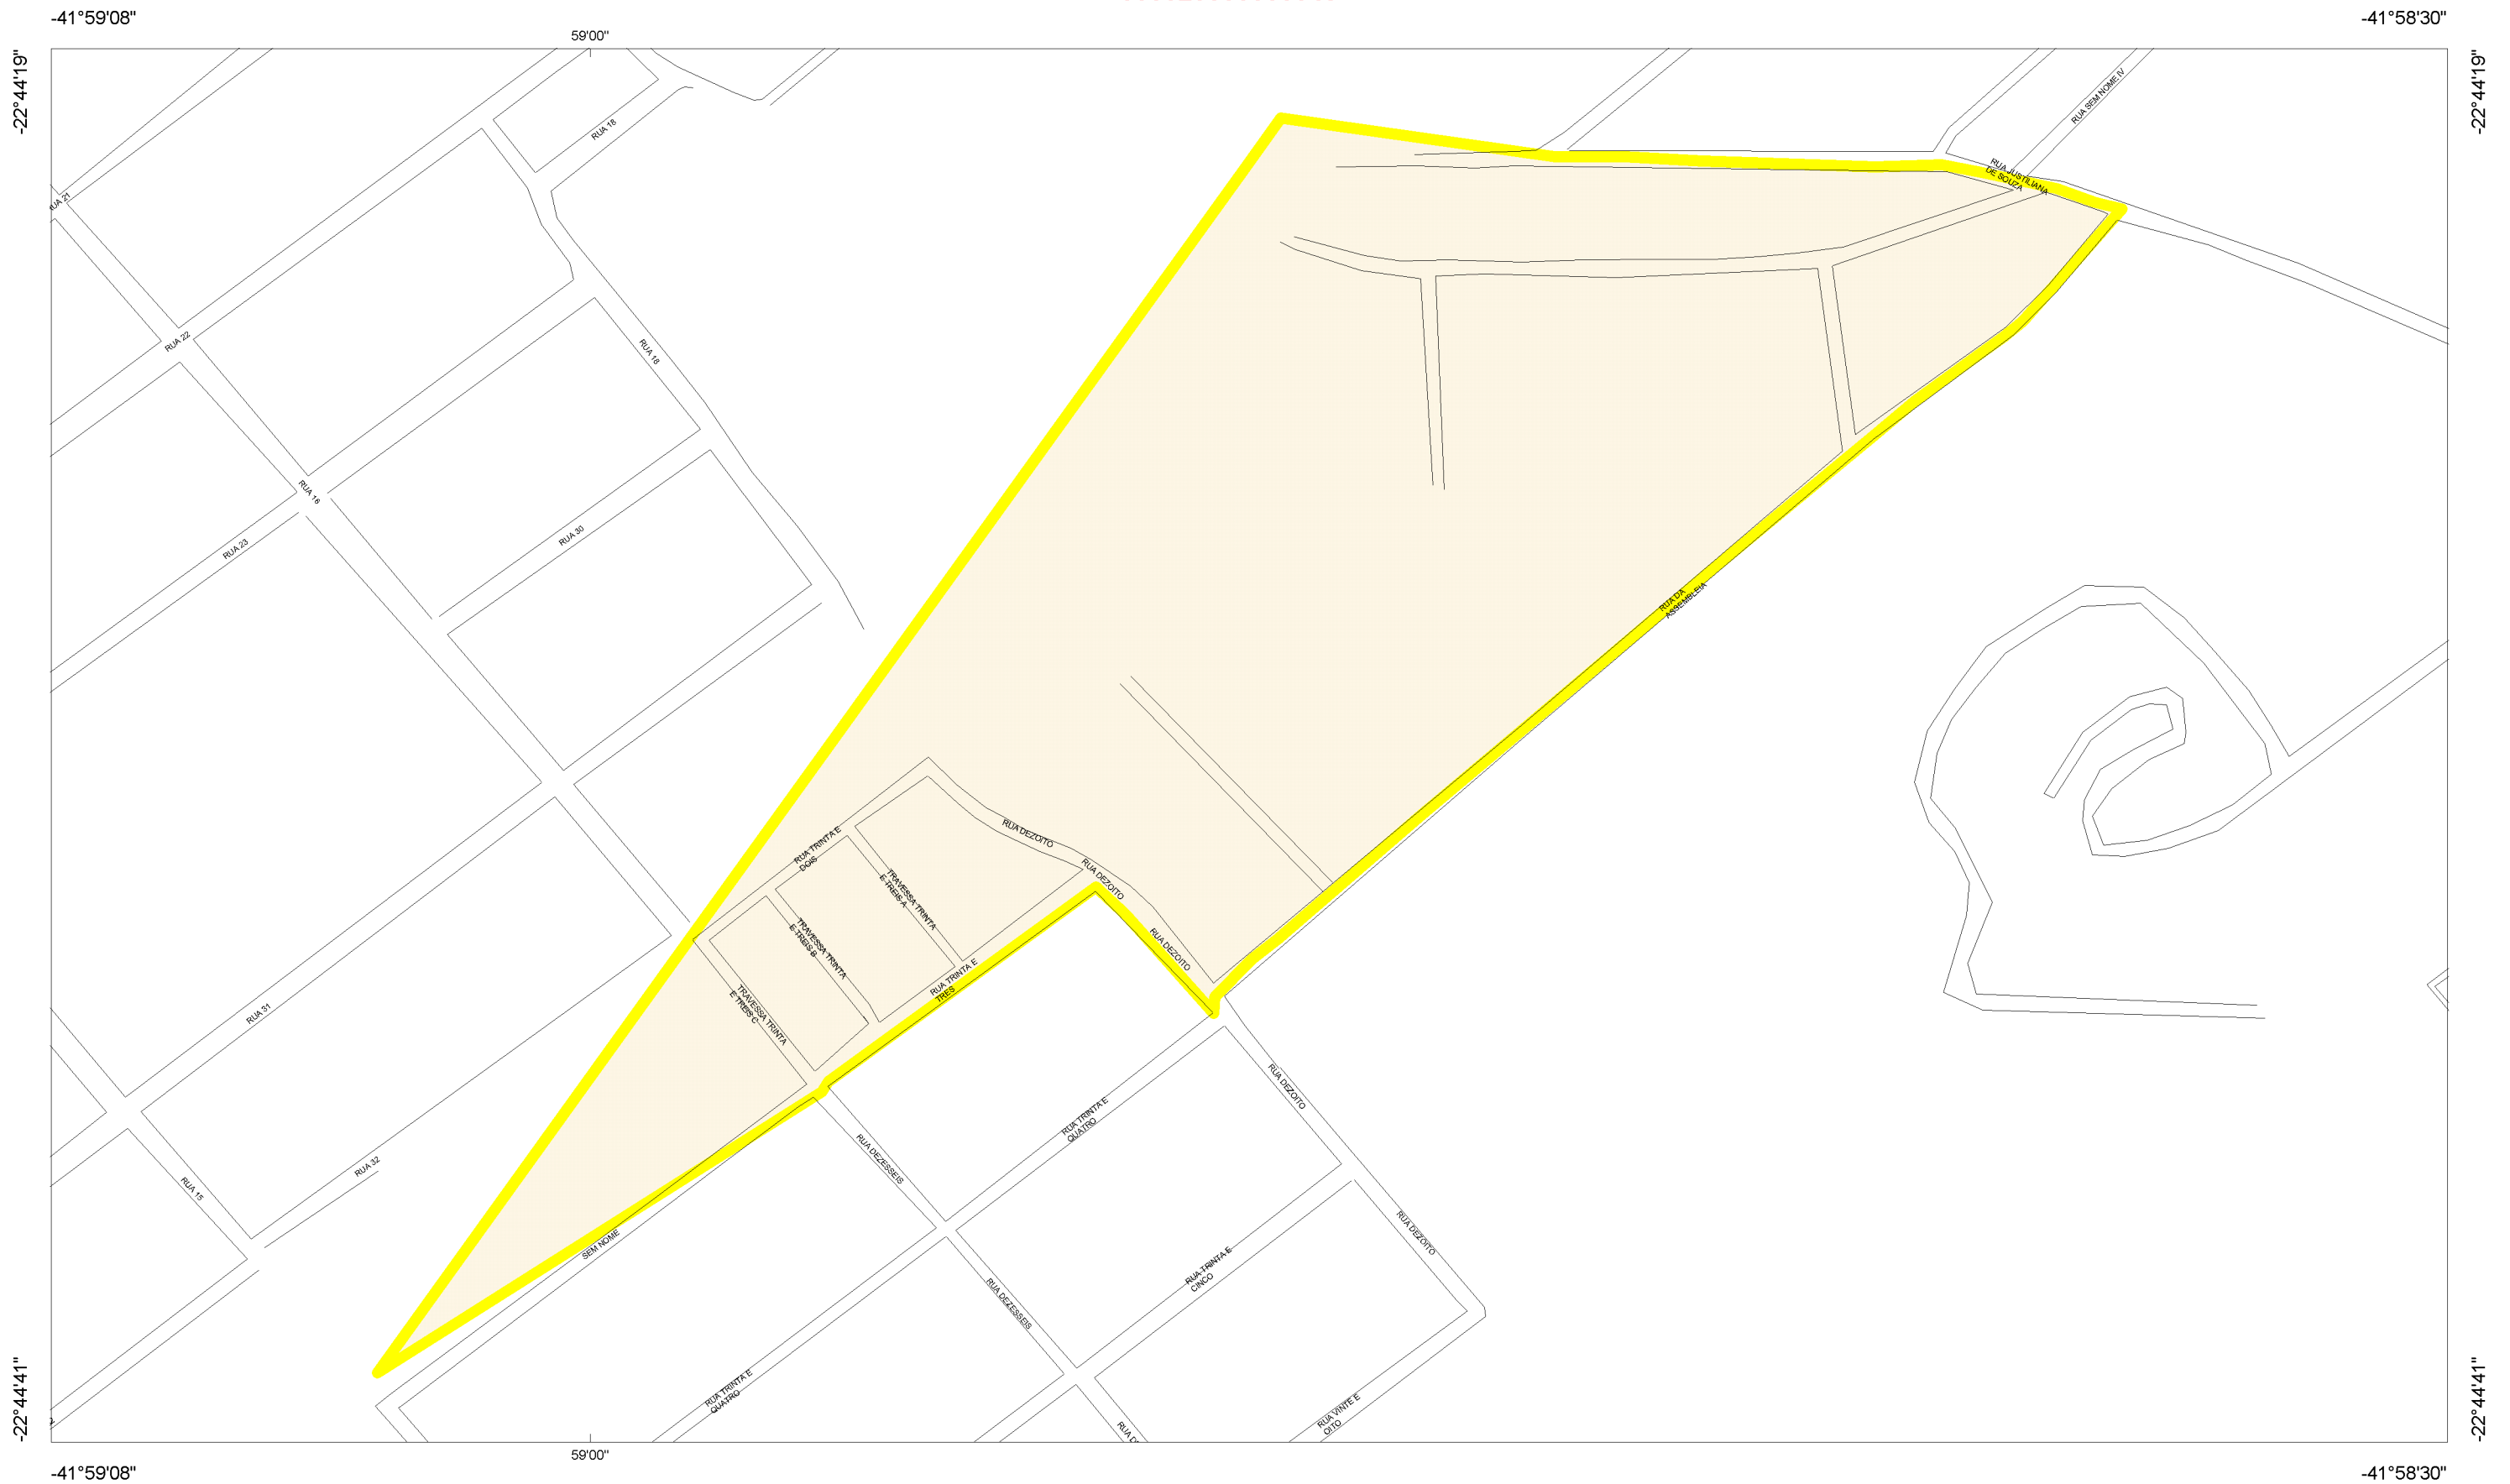 -41°59'08"
-41°58'30"
59'00"
-22°44'19"
-22°44'19"
RUA SEM NOME IV
RUA 18
RUA JUSTILIANA
DE SOUZA
RUA 21
RUA 22
RUA 18
RUA 16
RUA 30
RUA 23
RUA DA
ASSEMBLEIA
RUA DEZOITO
RUA TRINTA E
DOIS
RUA DEZOITO
TRAVESSA TRINTA
E TREIS A
TRAVESSA TRINTA
E TREIS B
RUA DEZOITO
RUA TRINTA E
TRES
TRAVESSA TRINTA
E TREIS C
RUA 31
RUA DEZOITO
RUA TRINTA E
QUATRO
RUA 32
RUA DEZESSEIS
RUA 15
SEM NOME
RUA DEZOITO
RUA TRINTA E
CINCO
RUA DEZESSEIS
RUA TRINTA E
QUATRO
RUA VINTE E
OITO
-22°44'41"
-22°44'41"
59'00"
-41°59'08"
-41°58'30"